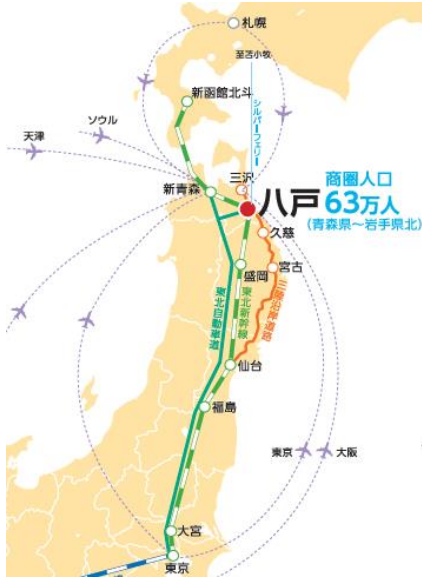 札幌
至苫小牧
新函館北斗
シルバーフェリー
ソウル
天津
三沢
新青森
八戸
商圏人口
63万人
(青森県〜岩手県北)
久慈
宮古
盛岡
東北自動車道
東北新幹線
三陸沿岸道路
仙台
福島
東京
大阪
大宮
東京